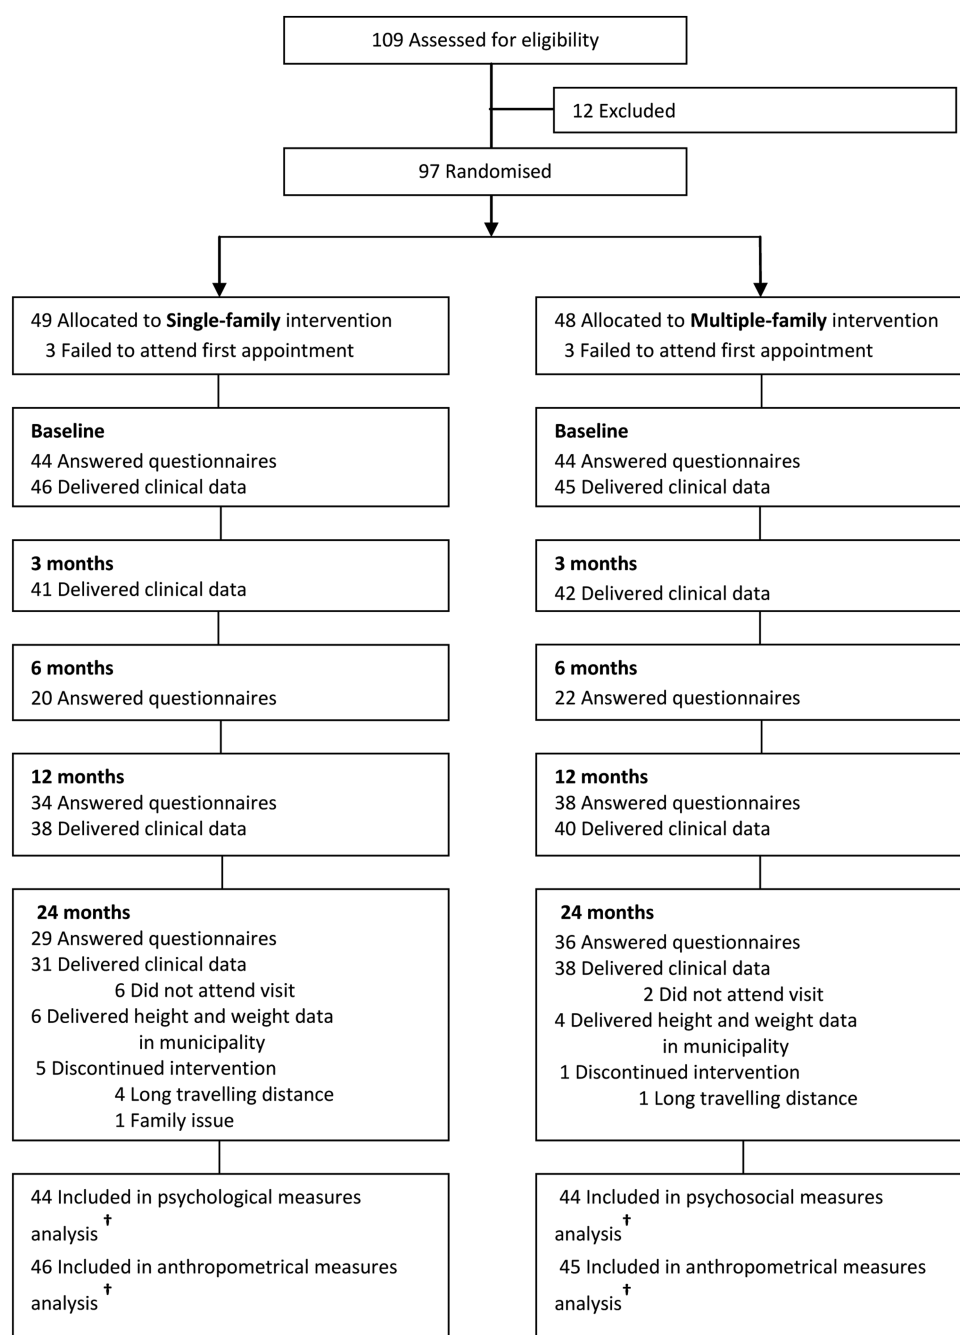 109 Assessed for eligibility
12 Excluded
97 Randomised
49 Allocated to Single-family intervention
3 Failed to attend first appointment
Baseline
44 Answered questionnaires
46 Delivered clinical data
3 months
41 Delivered clinical data
6 months
20 Answered questionnaires
12 months
34 Answered questionnaires
38 Delivered clinical data
24 months
29 Answered questionnaires
31 Delivered clinical data
6 Did not attend visit
6 Delivered height and weight data
in municipality
5 Discontinued intervention
4 Long travelling distance
1 Family issue
44 Included in psychological measures
analysis †
46 Included in anthropometrical measures
analysis †
48 Allocated to Multiple-family intervention
3 Failed to attend first appointment
Baseline
44 Answered questionnaires
45 Delivered clinical data
3 months
42 Delivered clinical data
6 months
22 Answered questionnaires
12 months
38 Answered questionnaires
40 Delivered clinical data
24 months
36 Answered questionnaires
38 Delivered clinical data
2 Did not attend visit
4 Delivered height and weight data
in municipality
1 Discontinued intervention
1 Long travelling distance
44 Included in psychosocial measures
analysis †
45 Included in anthropometrical measures
analysis †